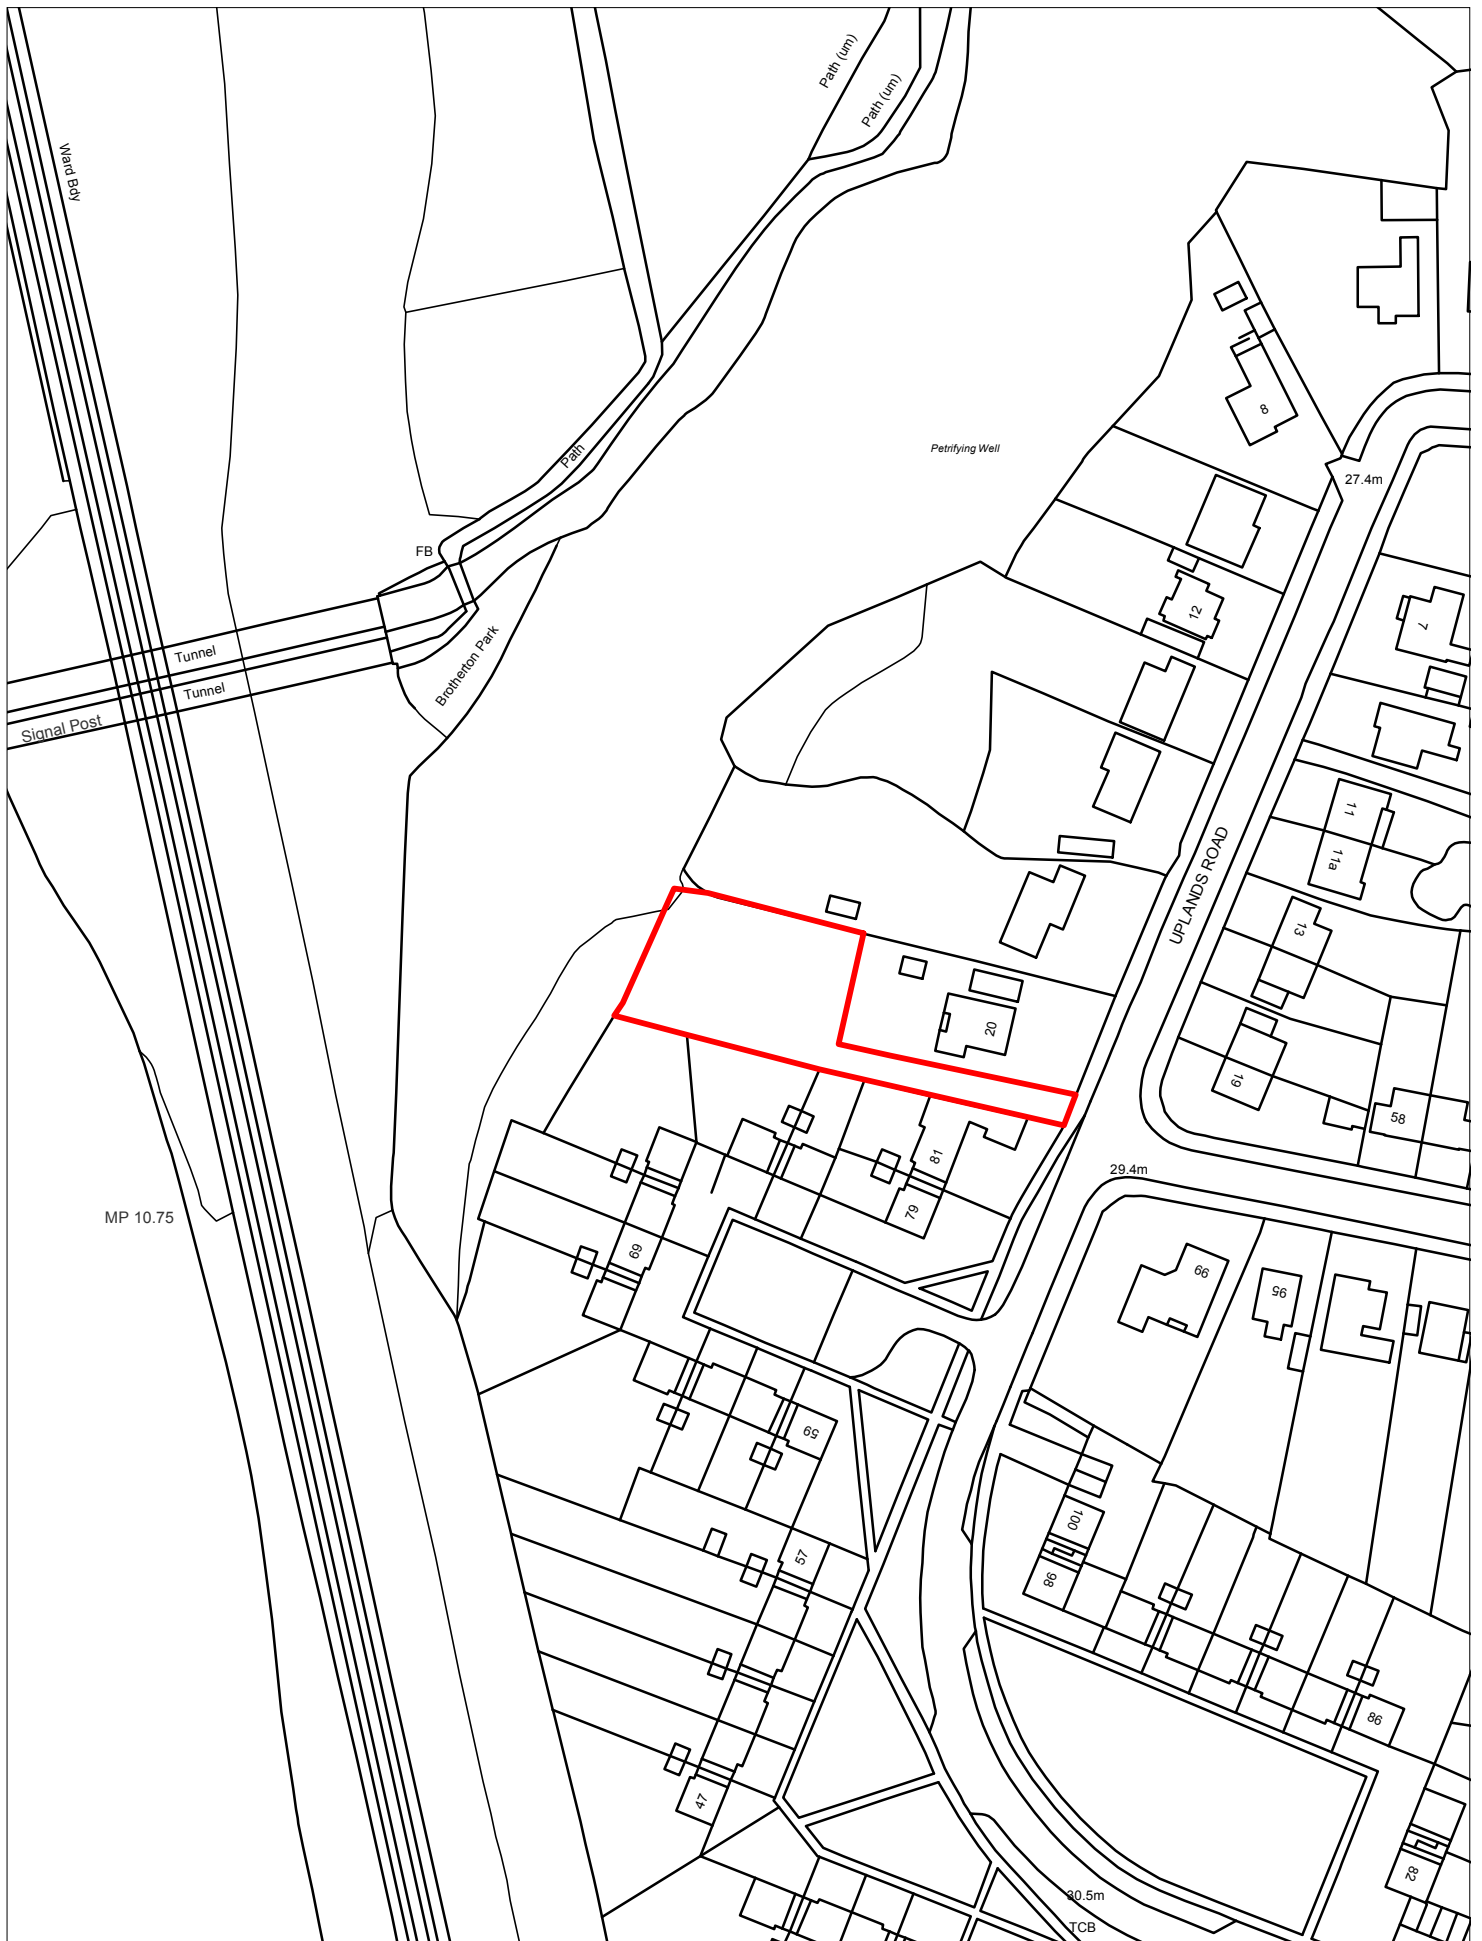 Path (um)
Path (um)
Ward Bdy
8
Petrifying Well
Path
27.4m
FB
12
7
Tunnel
Brotherton Park
Tunnel
Signal Post
11
11a
UPLANDS ROAD
13
20
19
58
81
29.4m
79
MP 10.75
69
99
95
59
100
57
98
86
47
82
30.5m
TCB